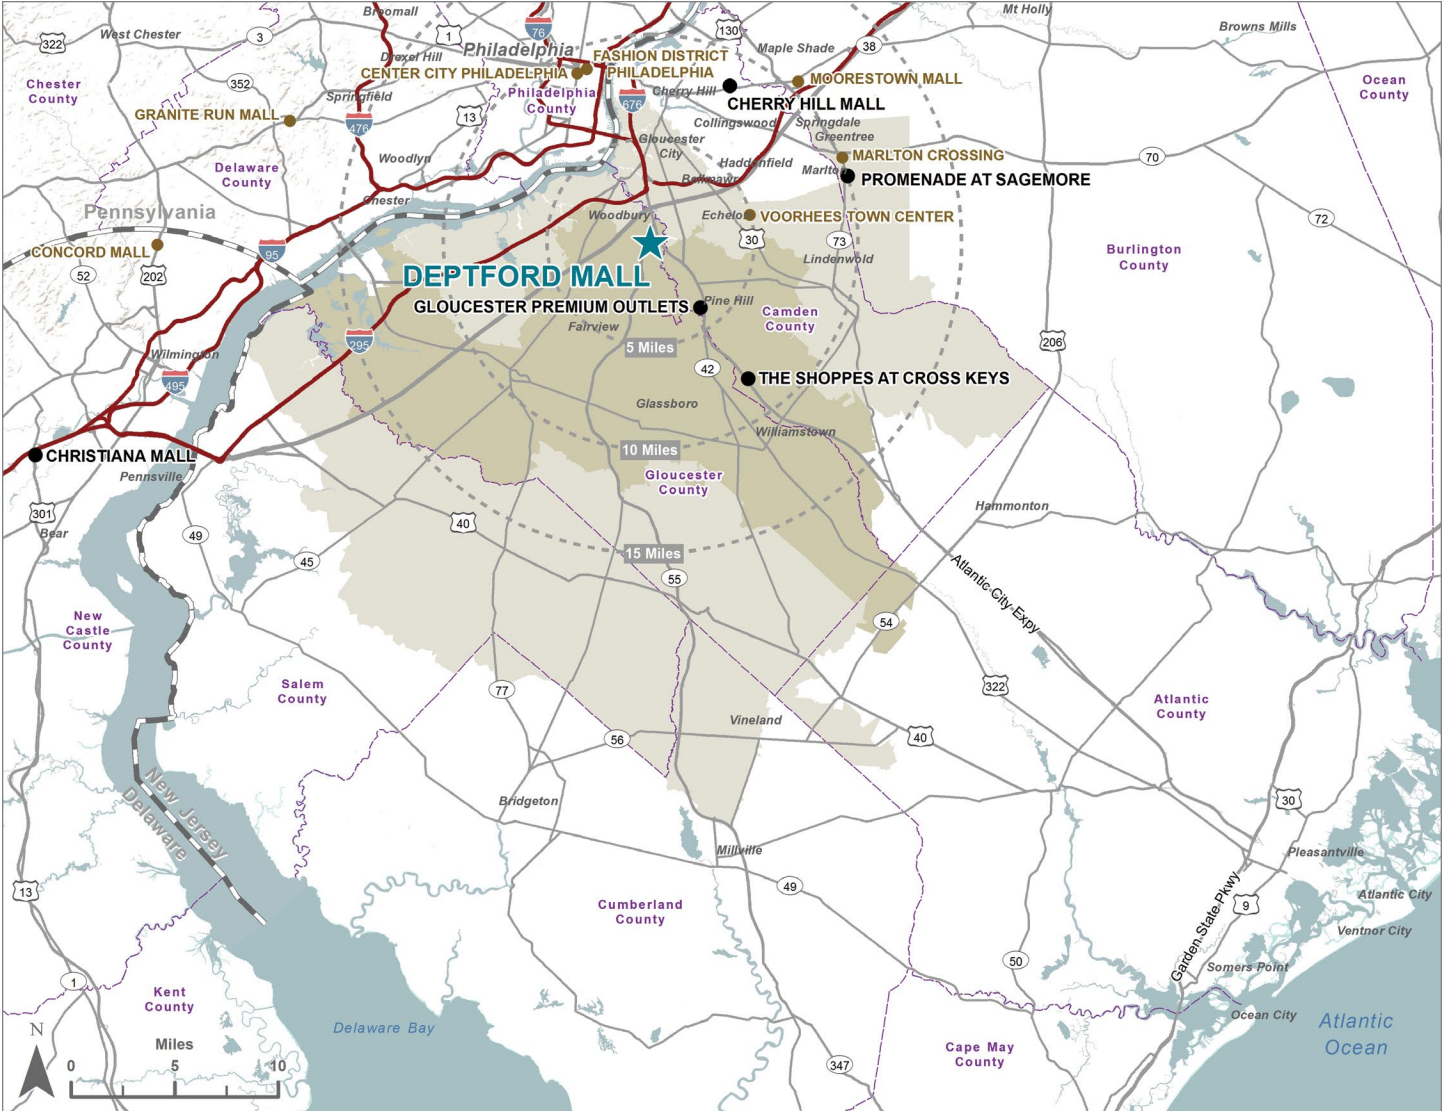 Broomall
Mt Holly
Browns Mills
322
West Chester
3
1
76
130
38
Philadelphia
Maple Shade
Drexel Hill
FASHION DISTRICT
PHILADELPHIA
CENTER CITY PHILADELPHIA
MOORESTOWN MALL
Chester
County
352
Springfield
Philadelphia
County
676
Cherry Hill
CHERRY HILL MALL
Ocean
County
GRANITE RUN MALL
476
13
Collingswood
Springdale
Greentree
Gloucester
City
Woodlyn
Haddonfield
MARLTON CROSSING
70
Delaware
County
Bellmawr
Marlton
PROMENADE AT SAGEMORE
Chester
Pennsylvania
Woodbury
Echelon
VOORHEES TOWN CENTER
72
CONCORD MALL
95
30
73
Lindenwold
Burlington
County
52
202
DEPTFORD MALL
GLOUCESTER PREMIUM OUTLETS
Pine Hill
Camden
County
Fairview
295
5 Miles
206
Wilmington
495
42
THE SHOPPES AT CROSS KEYS
Glassboro
Williamstown
CHRISTIANA MALL
10 Miles
Pennsville
Gloucester
County
301
Bear
49
40
Hammonton
45
15 Miles
55
Atlantic City Expy
New
Castle
County
54
Salem
County
77
322
Atlantic
County
Vineland
56
40
New Jersey
Delaware
Bridgeton
30
Millville
Pleasantville
13
49
Garden State Pkwy
9
Atlantic City
Cumberland
County
Ventnor City
50
Somers Point
1
Kent
County
Ocean City
Delaware Bay
Atlantic
Ocean
N
Miles
0
5
10
Cape May
County
347